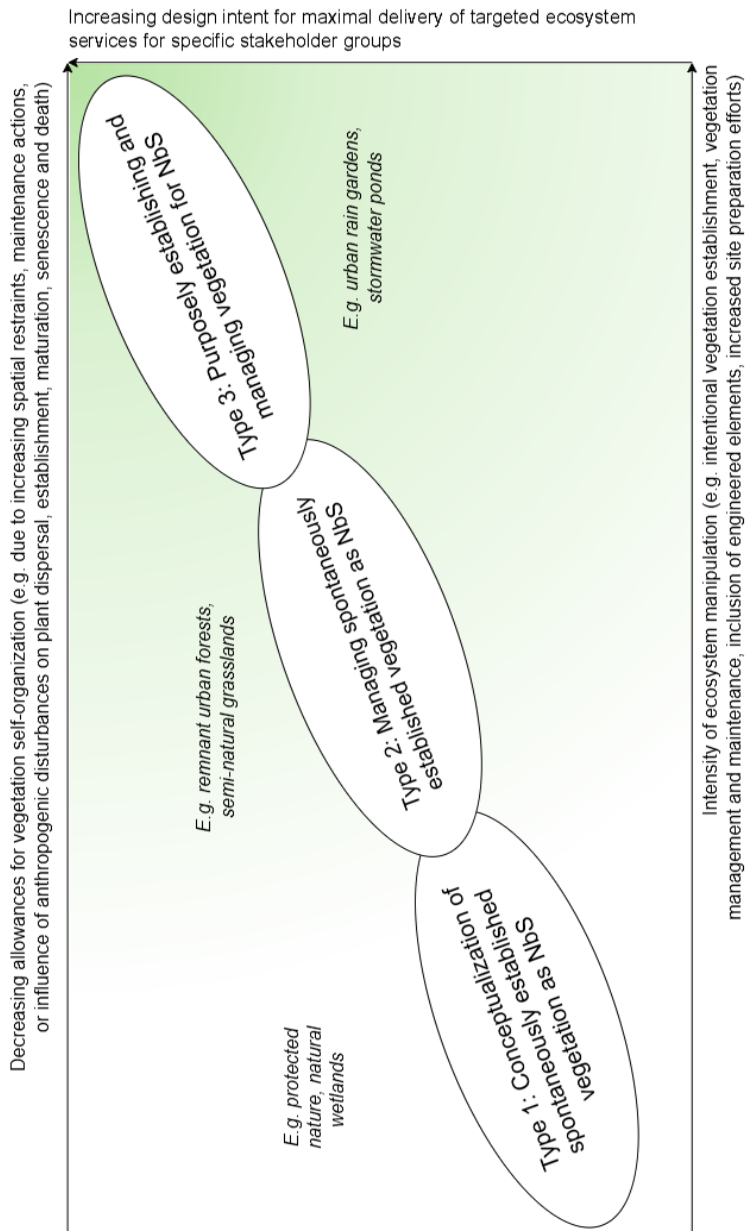 Increasing design intent for maximal delivery of targeted ecosystem
services for specific stakeholder groups
Decreasing allowances for vegetation self-organization (e.g. due to increasing spatial restraints, maintenance actions,
or influence of anthropogenic disturbances on plant dispersal, establishment, maturation, senescence and death)
Type 3: Purposely establishing and
managing vegetation for NbS
E.g. urban rain gardens,
stormwater ponds
Type 2: Managing spontaneously
established vegetation as NbS
E.g. remnant urban forests,
semi-natural grasslands
Type 1: Conceptualization of
spontaneously established
vegetation as NbS
E.g. protected
nature, natural
wetlands
Intensity of ecosystem manipulation (e.g. intentional vegetation establishment, vegetation
management and maintenance, inclusion of engineered elements, increased site preparation efforts)